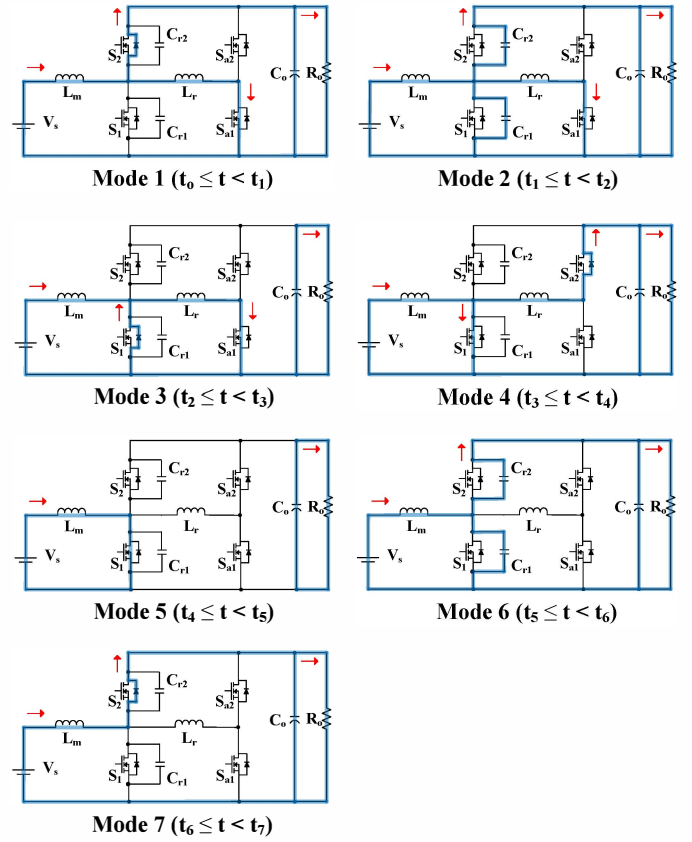 S2 Cr2 Sa2 Co Ro
Lm Lr
Vs S1 Cr1 Sa1
Mode 1 (to ≤ t < t1)
S2 Cr2 Sa2 Co Ro
Lm Lr
Vs S1 Cr1 Sa1
Mode 2 (t1 ≤ t < t2)
S2 Cr2 Sa2 Co Ro
Lm Lr
Vs S1 Cr1 Sa1
Mode 3 (t2 ≤ t < t3)
S2 Cr2 Sa2 Co Ro
Lm Lr
Vs S1 Cr1 Sa1
Mode 4 (t3 ≤ t < t4)
S2 Cr2 Sa2 Co Ro
Lm Lr
Vs S1 Cr1 Sa1
Mode 5 (t4 ≤ t < t5)
S2 Cr2 Sa2 Co Ro
Lm Lr
Vs S1 Cr1 Sa1
Mode 6 (t5 ≤ t < t6)
S2 Cr2 Sa2 Co Ro
Lm Lr
Vs S1 Cr1 Sa1
Mode 7 (t6 ≤ t < t7)